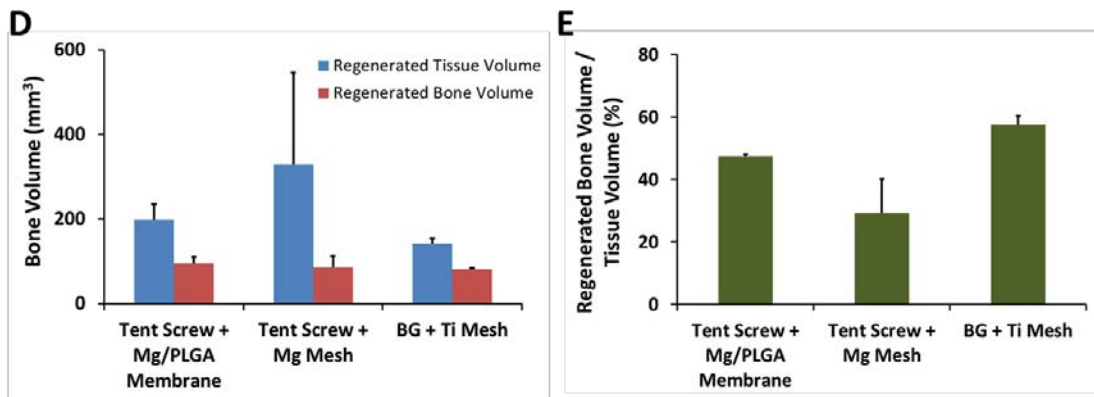 D
Bone Volume (mm³)
600
400
200
0
Regenerated Tissue Volume
Regenerated Bone Volume
Tent Screw +
Mg/PLGA
Membrane
Tent Screw +
Mg Mesh
BG + Ti Mesh
E
Regenerated Bone Volume /
Tissue Volume (%)
80
60
40
20
0
Tent Screw +
Mg/PLGA
Membrane
Tent Screw +
Mg Mesh
BG + Ti Mesh